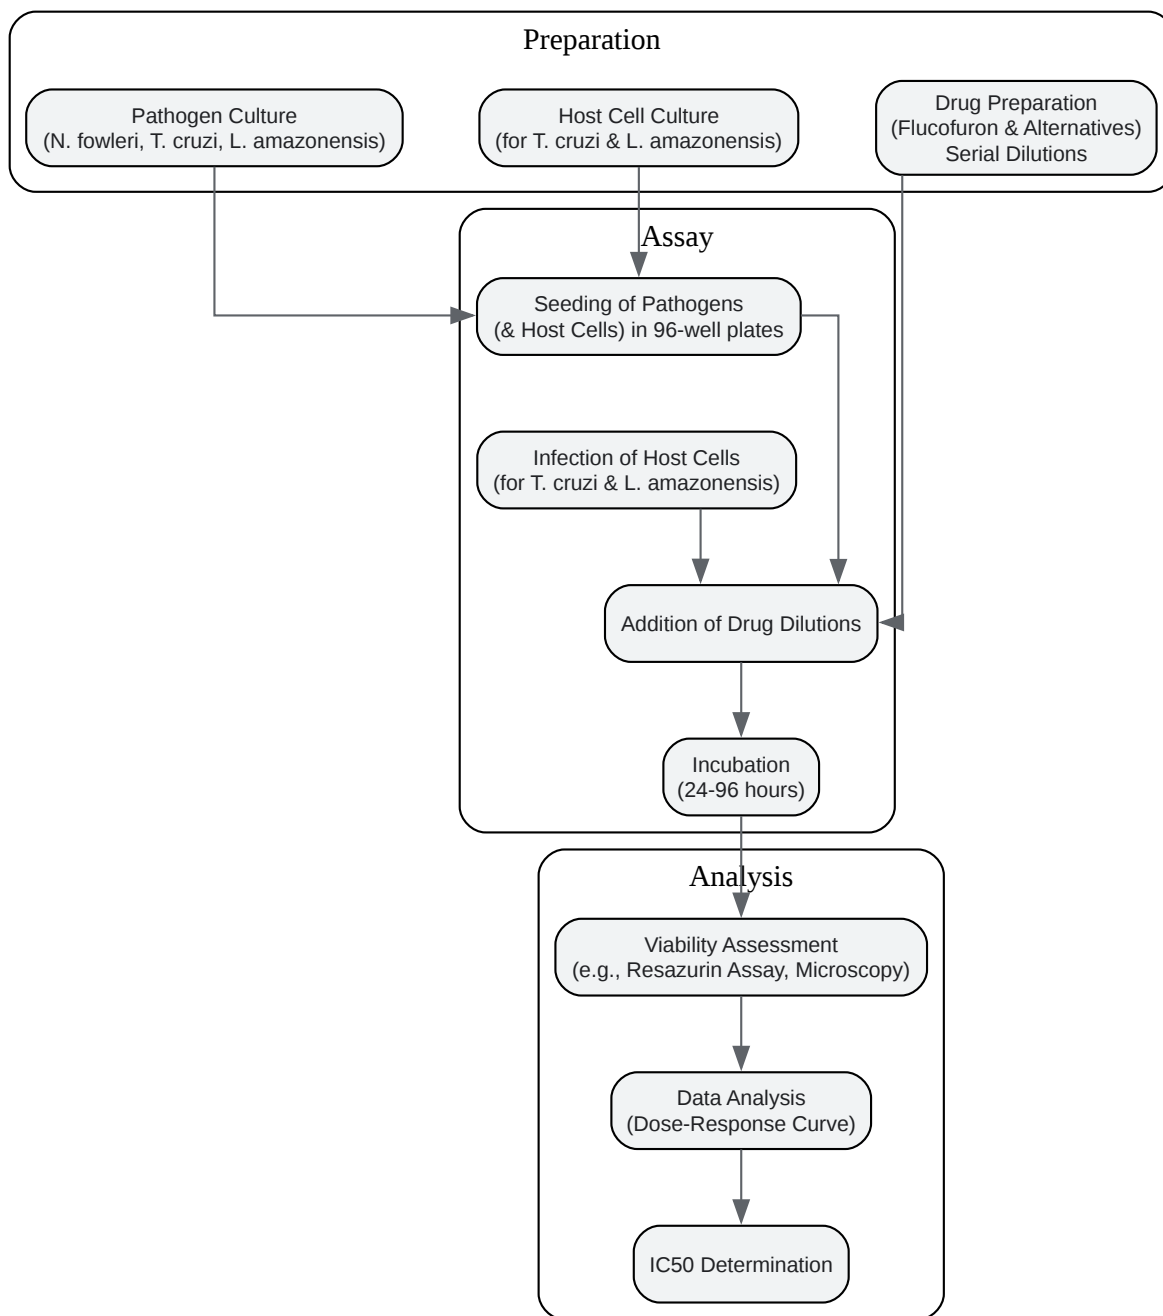 Preparation
Pathogen Culture
(N. fowleri, T. cruzi, L. amazonensis)
Host Cell Culture
(for T. cruzi & L. amazonensis)
Drug Preparation
(Flucofuron & Alternatives)
Serial Dilutions
Assay
Seeding of Pathogens
(& Host Cells) in 96-well plates
Infection of Host Cells
(for T. cruzi & L. amazonensis)
Addition of Drug Dilutions
Incubation
(24-96 hours)
Analysis
Viability Assessment
(e.g., Resazurin Assay, Microscopy)
Data Analysis
(Dose-Response Curve)
IC50 Determination